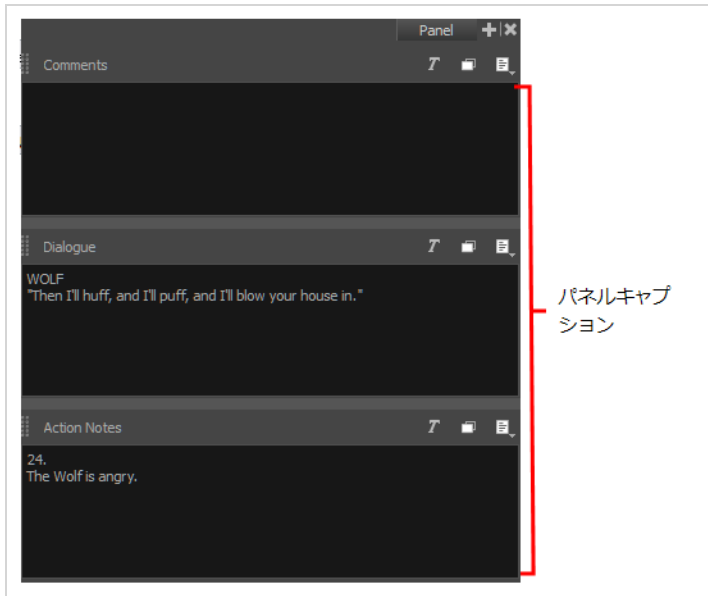 Panel
Comments
Dialogue
WOLF
"Then I'll huff, and I'll puff, and I'll blow your house in."
パネルキャプ
ション
Action Notes
24.
The Wolf is angry.